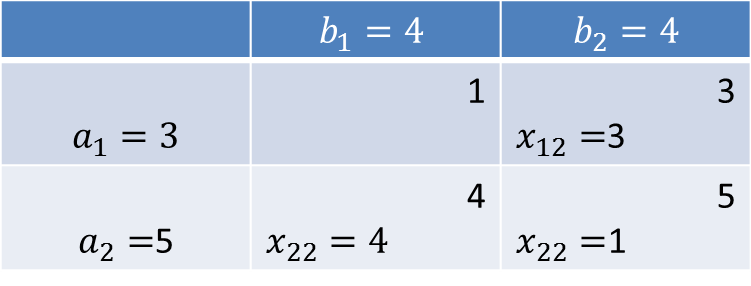 b₁ = 4 b₂ = 4
1 3
a₁ = 3 x₁₂ =3
4 5
a₂ =5 x₂₂ = 4 x₂₂ =1